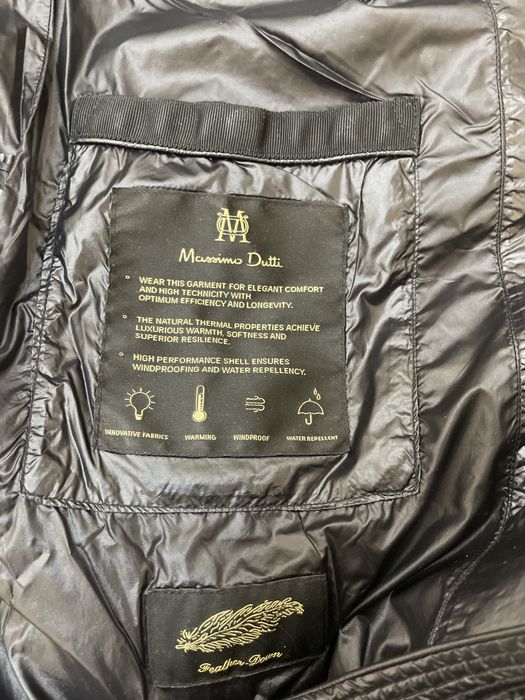 MD
Massimo Dutti
° WEAR THIS GARMENT FOR ELEGANT COMFORT
AND HIGH TECHNICITY WITH
OPTIMUM EFFICIENCY AND LONGEVITY.
° THE NATURAL THERMAL PROPERTIES ACHIEVE
LUXURIOUS WARMTH, SOFTNESS AND
SUPERIOR RESILIENCE.
° HIGH PERFORMANCE SHELL ENSURES
WINDPROOFING AND WATER REPELLENCY.
INNOVATIVE FABRICS WARMING WINDPROOF WATER REPELLENT
Feather-Down